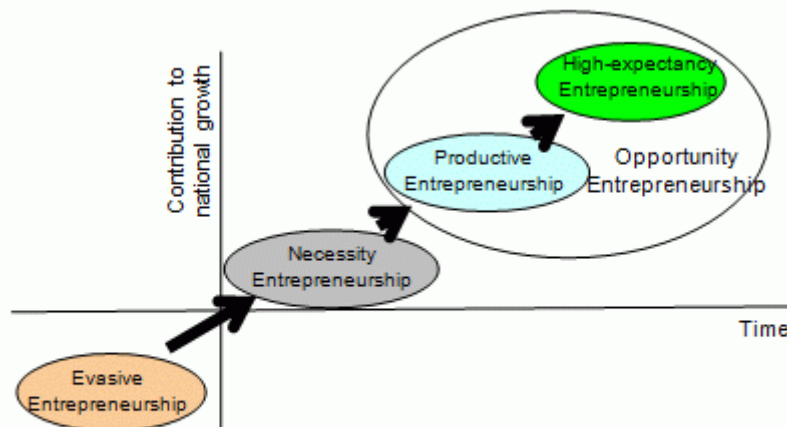 Contribution to
national growth
High-expectancy
Entrepreneurship
Productive
Entrepreneurship
Opportunity
Entrepreneurship
Necessity
Entrepreneurship
Time
Evasive
Entrepreneurship